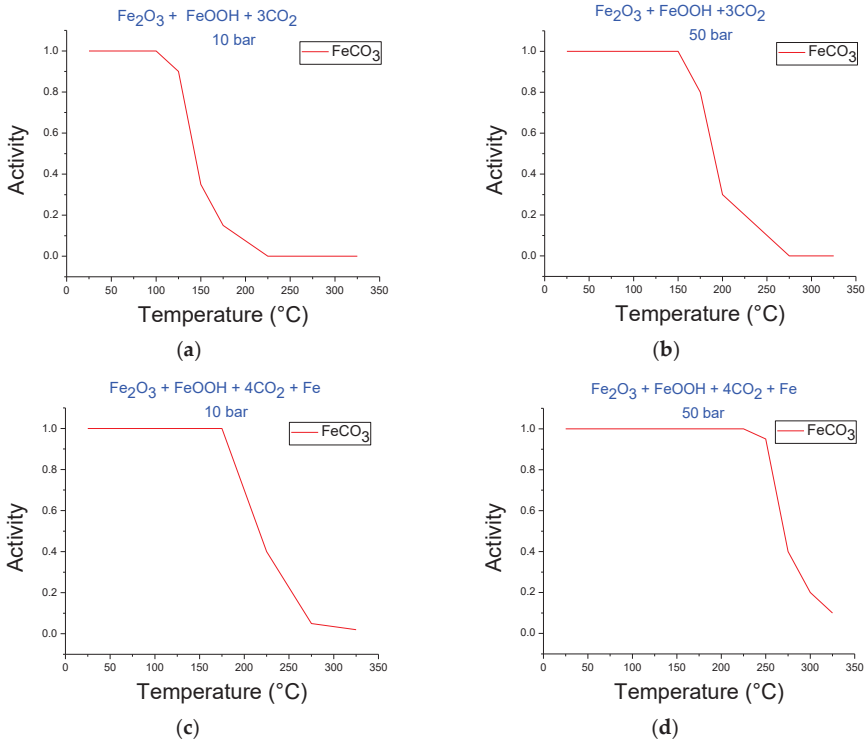 Fe₂O₃ + FeOOH + 3CO₂
10 bar
FeCO₃
1.0
0.8
0.6
0.4
0.2
0.0
Activity
0 50 100 150 200 250 300 350
Temperature (°C)
(a)
Fe₂O₃ + FeOOH +3CO₂
50 bar
FeCO₃
1.0
0.8
0.6
0.4
0.2
0.0
Activity
0 50 100 150 200 250 300 350
Temperature (°C)
(b)
Fe₂O₃ + FeOOH + 4CO₂ + Fe
10 bar
FeCO₃
1.0
0.8
0.6
0.4
0.2
0.0
Activity
0 50 100 150 200 250 300 350
Temperature (°C)
(c)
Fe₂O₃ + FeOOH + 4CO₂ + Fe
50 bar
FeCO₃
1.0
0.8
0.6
0.4
0.2
0.0
Activity
0 50 100 150 200 250 300 350
Temperature (°C)
(d)